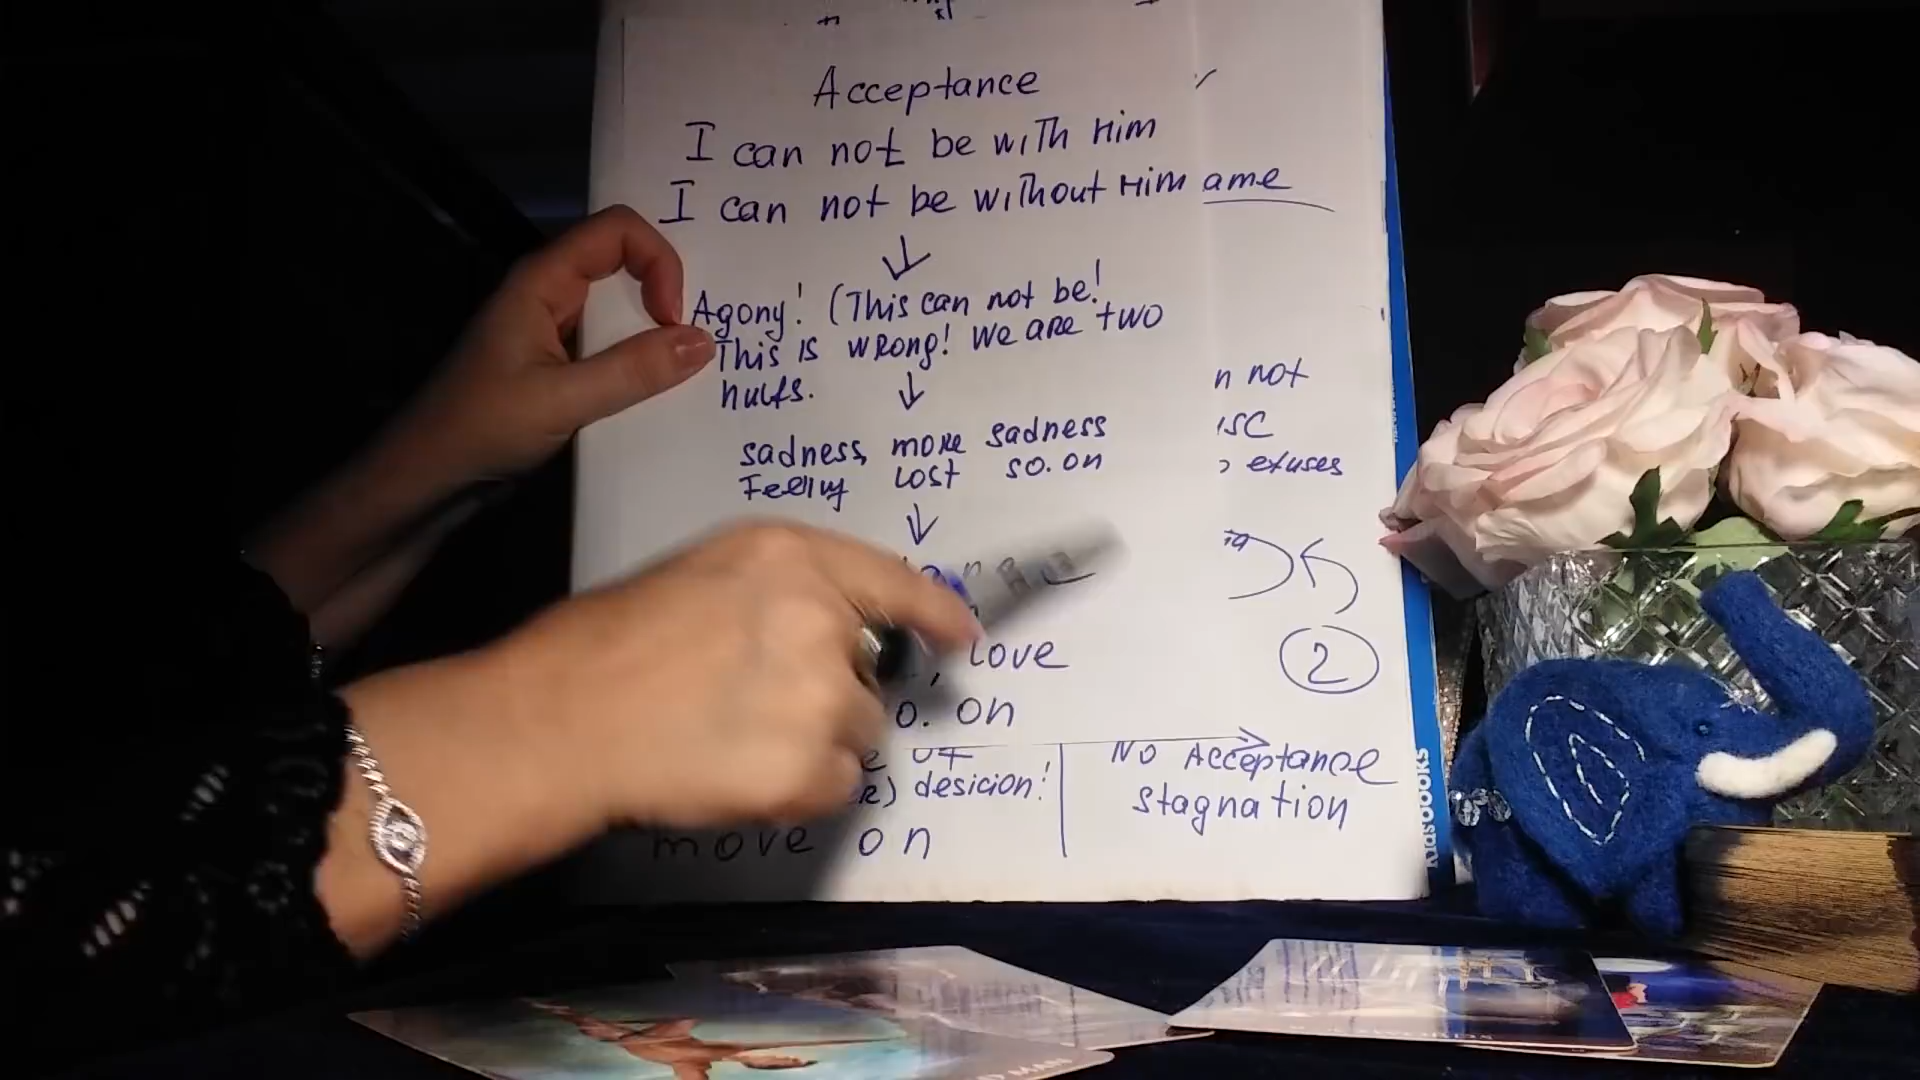 Acceptance
I can not be with Him
I can not be without Him ame
Agony! (This can not be!
This is wrong! We are two
hulfs.
n not
sadness, more sadness
isc
Feeling lost so. on
exuses
love
o. on
2
No Acceptance
desicion!
stagnation
move on
KidsBOOKS